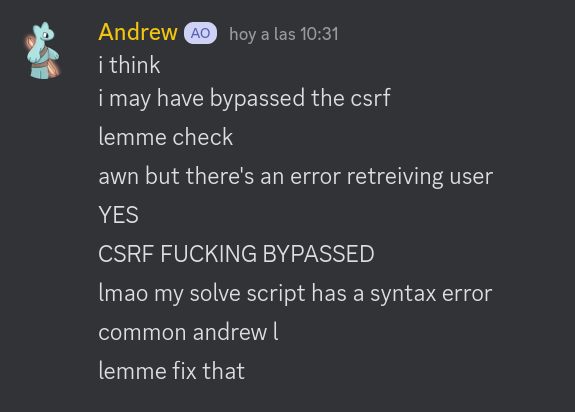 Andrew AO hoy a las 10:31
i think
i may have bypassed the csrf
lemme check
awn but there's an error retreiving user
YES
CSRF FUCKING BYPASSED
lmao my solve script has a syntax error
common andrew l
lemme fix that